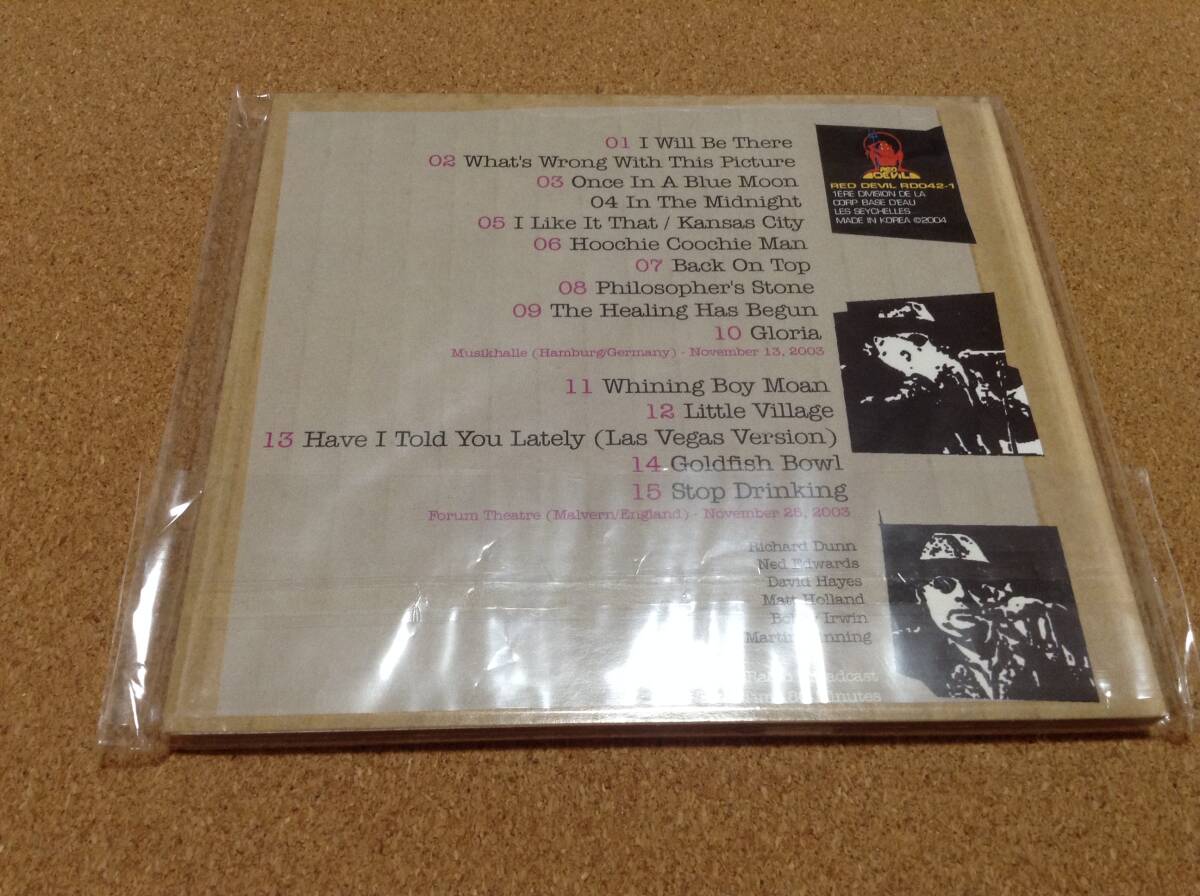 01 I Will Be There
02 What's Wrong With This Picture
03 Once In A Blue Moon
04 In The Midnight
05 I Like It That / Kansas City
06 Hoochie Coochie Man
07 Back On Top
08 Philosopher's Stone
09 The Healing Has Begun
10 Gloria
Musikhalle (Hamburg/Germany) - November 13, 2003
11 Whining Boy Moan
12 Little Village
13 Have I Told You Lately (Las Vegas Version)
14 Goldfish Bowl
15 Stop Drinking
Forum Theatre (Malvern/England) - November 25, 2003
Richard Dunn
Ned Edwards
David Hayes
Matt Holland
Irwin
RED DEVIL
RED DEVIL RD042-1
1ERE DIVISION DE LA
CORP BASE D'EAU
LES SEYCHELLES
MADE IN KOREA ©2004